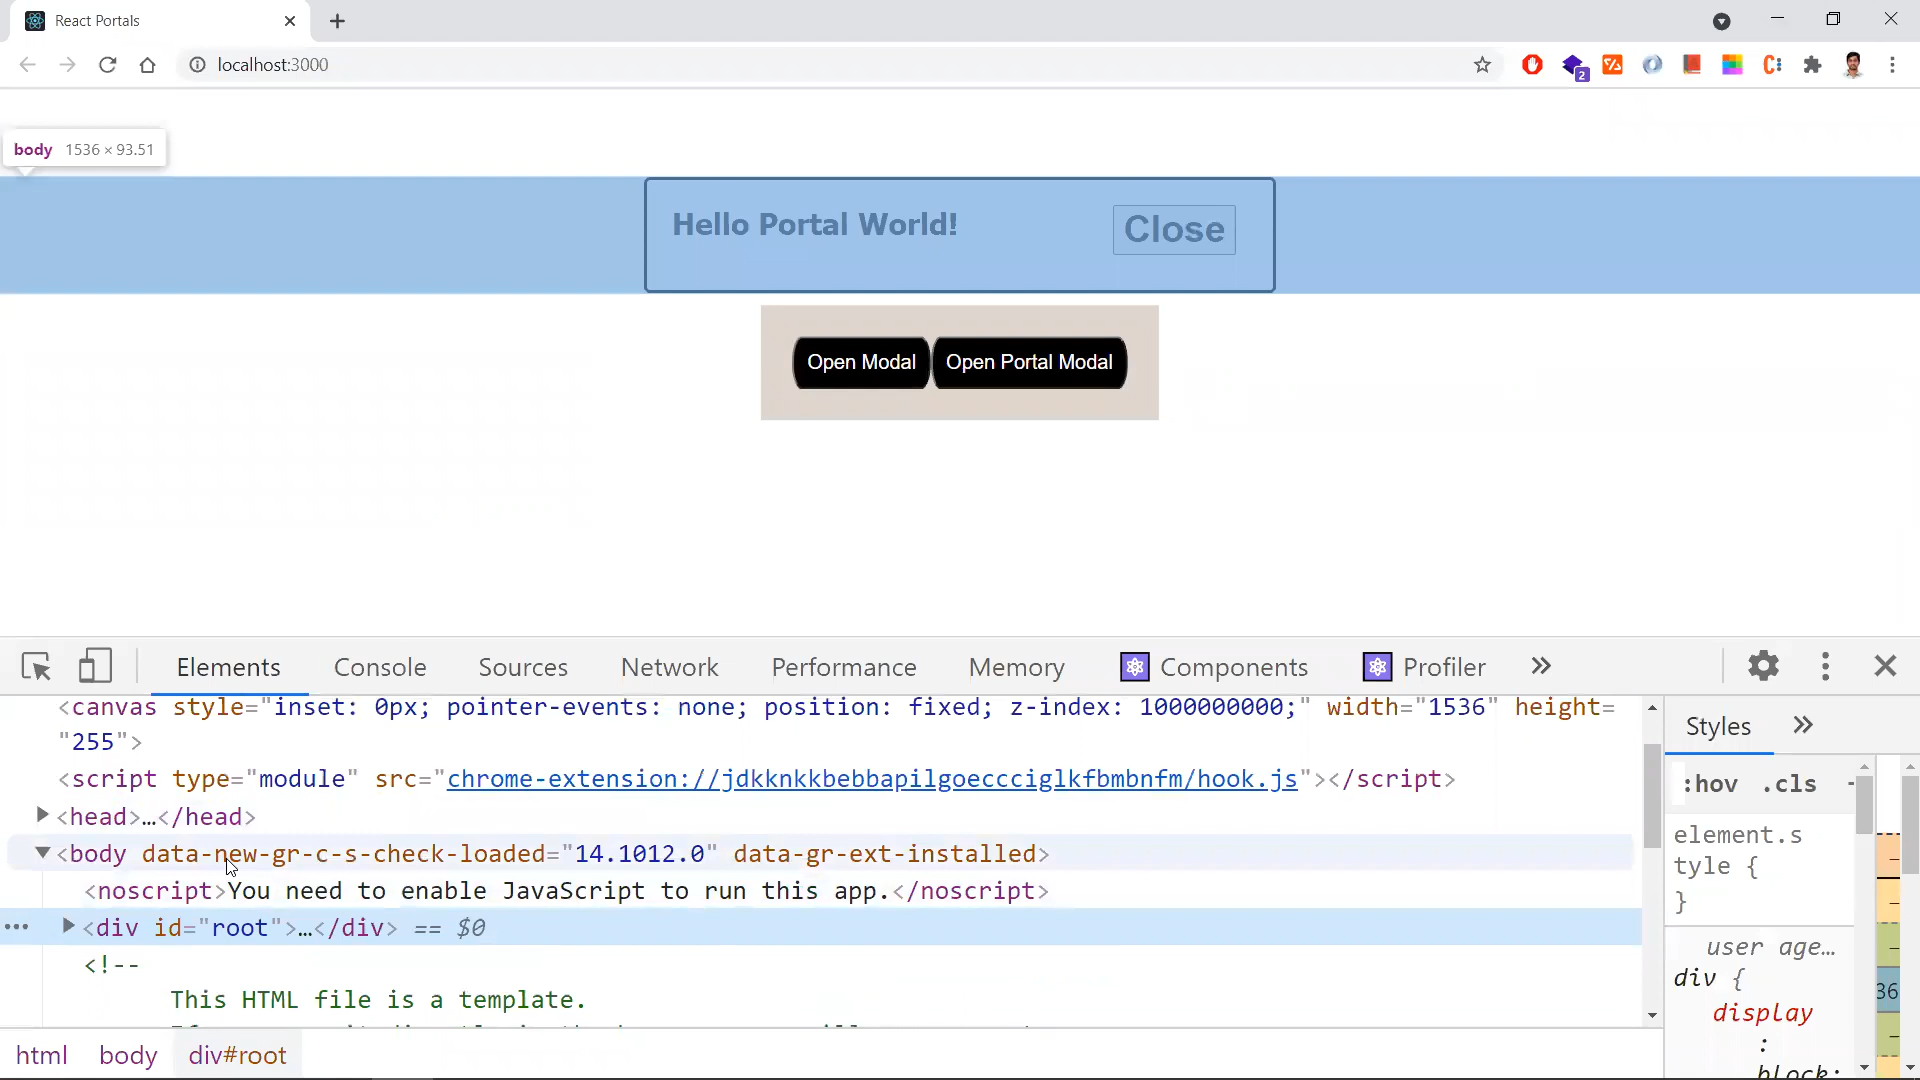 React Portals
localhost:3000
2
body 1536 × 93.51
Hello Portal World!
Close
Open Modal
Open Portal Modal
Elements
Console
Sources
Network
Performance
Memory
Components
Profiler
<canvas style="inset: 0px; pointer-events: none; position: fixed; z-index: 1000000000;" width="1536" height=
"255">
<script type="module" src="chrome-extension://jdkknkkbebbapilgoeccciglkfbmbnfm/hook.js"></script>
<head>…</head>
<body data-new-gr-c-s-check-loaded="14.1012.0" data-gr-ext-installed>
<noscript>You need to enable JavaScript to run this app.</noscript>
<div id="root">…</div> == $0
<!--
This HTML file is a template.
html
body
div#root
Styles
:hov .cls
element.s
tyle {
}
user age…
div {
display
:
block;
36